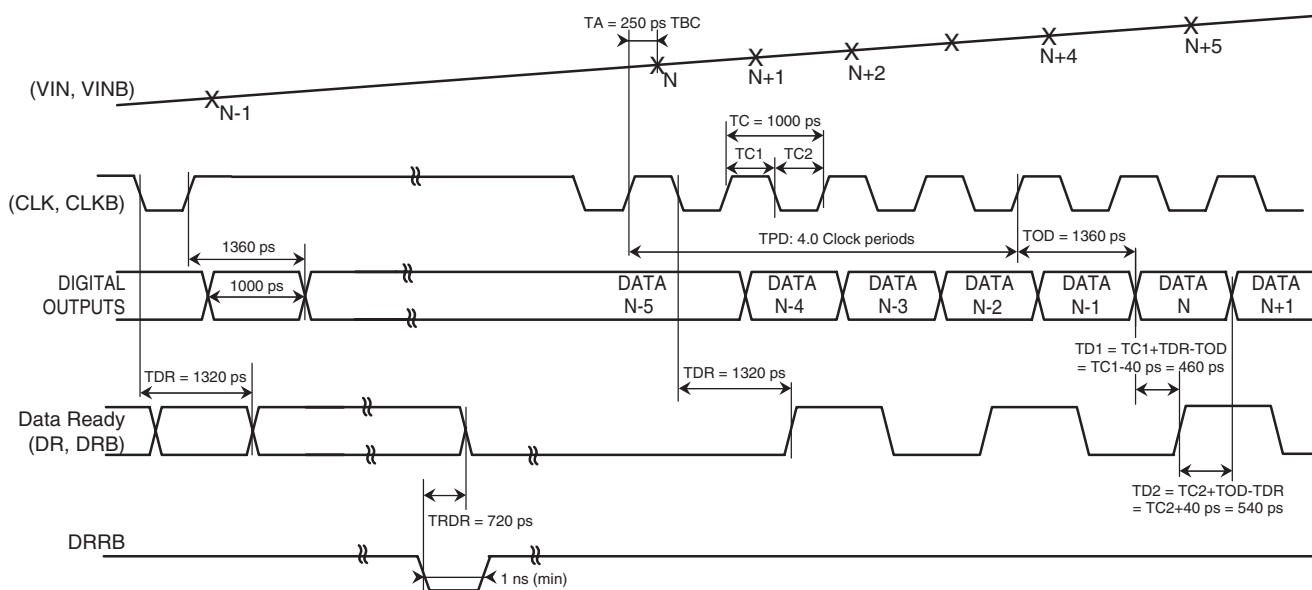 TA = 250 ps TBC
(VIN, VINB)
N-1
N
N+1
N+2
N+4
N+5
TC = 1000 ps
TC1
TC2
(CLK, CLKB)
1360 ps
TPD: 4.0 Clock periods
TOD = 1360 ps
DIGITAL
OUTPUTS
1000 ps
DATA
N-5
DATA
N-4
DATA
N-3
DATA
N-2
DATA
N-1
DATA
N
DATA
N+1
TDR = 1320 ps
TDR = 1320 ps
TD1 = TC1+TDR-TOD
= TC1-40 ps = 460 ps
Data Ready
(DR, DRB)
TRDR = 720 ps
TD2 = TC2+TOD-TDR
= TC2+40 ps = 540 ps
DRRB
1 ns (min)